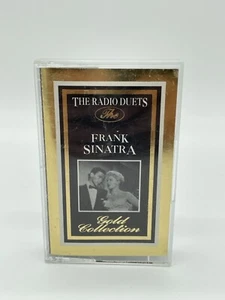 THE RADIO DUETS
The
FRANK
SINATRA
Gold
Collection